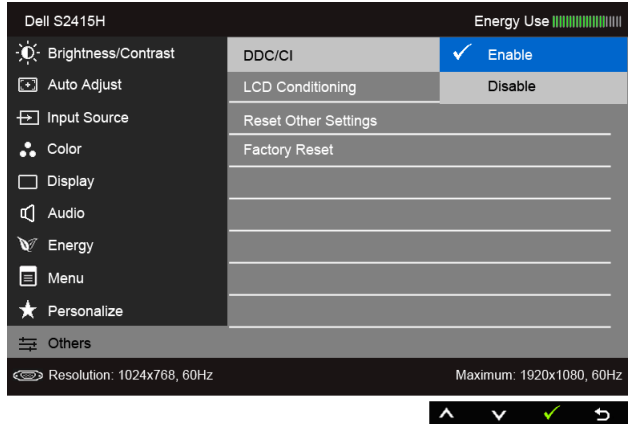 Dell S2415H
Energy Use
Brightness/Contrast
Auto Adjust
Input Source
Color
Display
Audio
Energy
Menu
Personalize
Others
DDC/CI
LCD Conditioning
Reset Other Settings
Factory Reset
Enable
Disable
Resolution: 1024x768, 60Hz
Maximum: 1920x1080, 60Hz